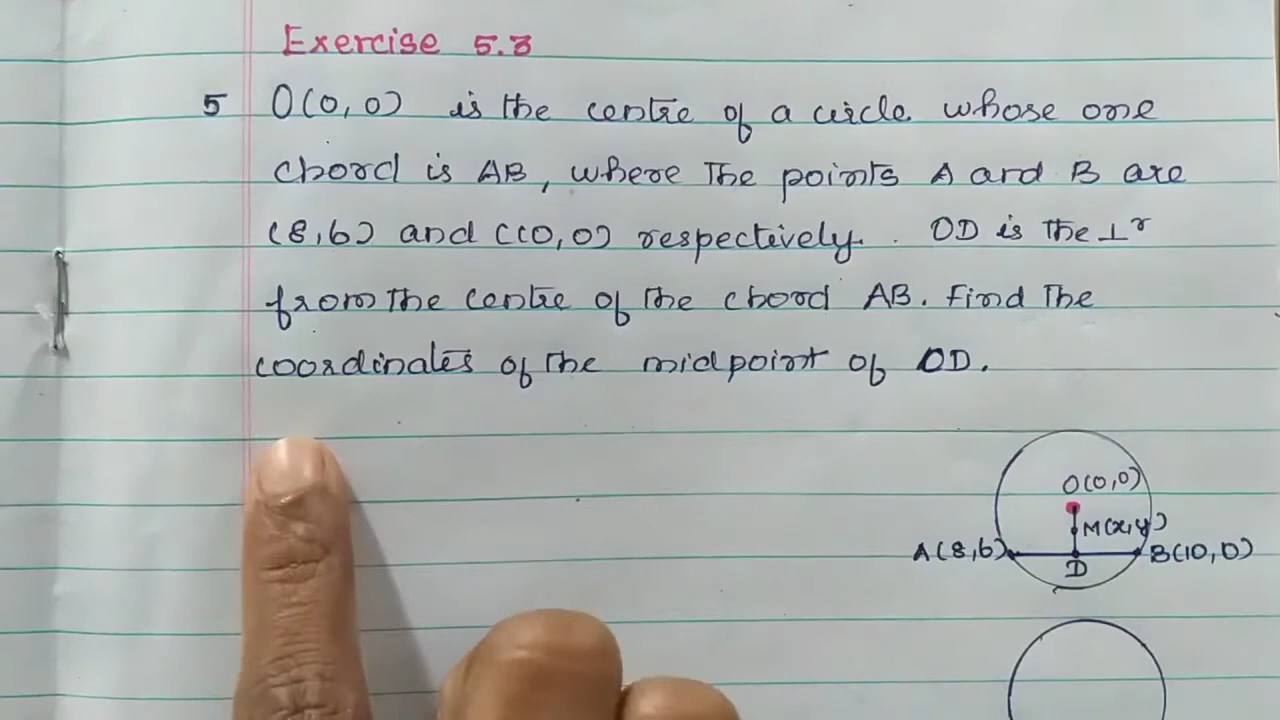 Exercise 5.3
5 O(0,0) is the centre of a circle whose one
chord is AB, where the points A and B are
(8,6) and (10,0) respectively. OD is the ⊥r
from the centre of the chord AB. Find the
coordinates of the midpoint of OD.
O(0,0)
M(x,y)
A(8,6)
B(10,0)
D